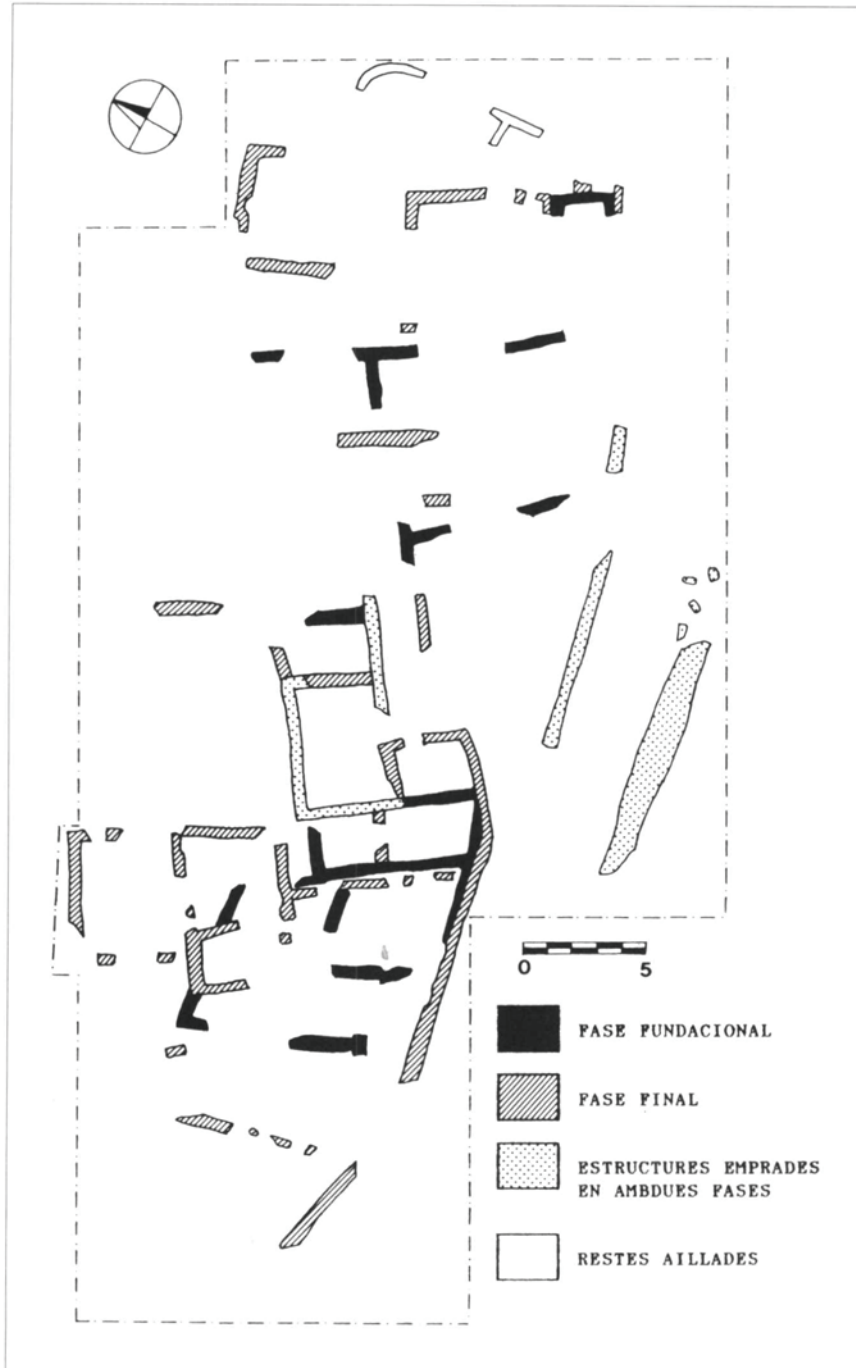 0 5
FASE FUNDACIONAL
FASE FINAL
ESTRUCTURES EMPRADES
EN AMBDUES FASES
RESTES AILLADES